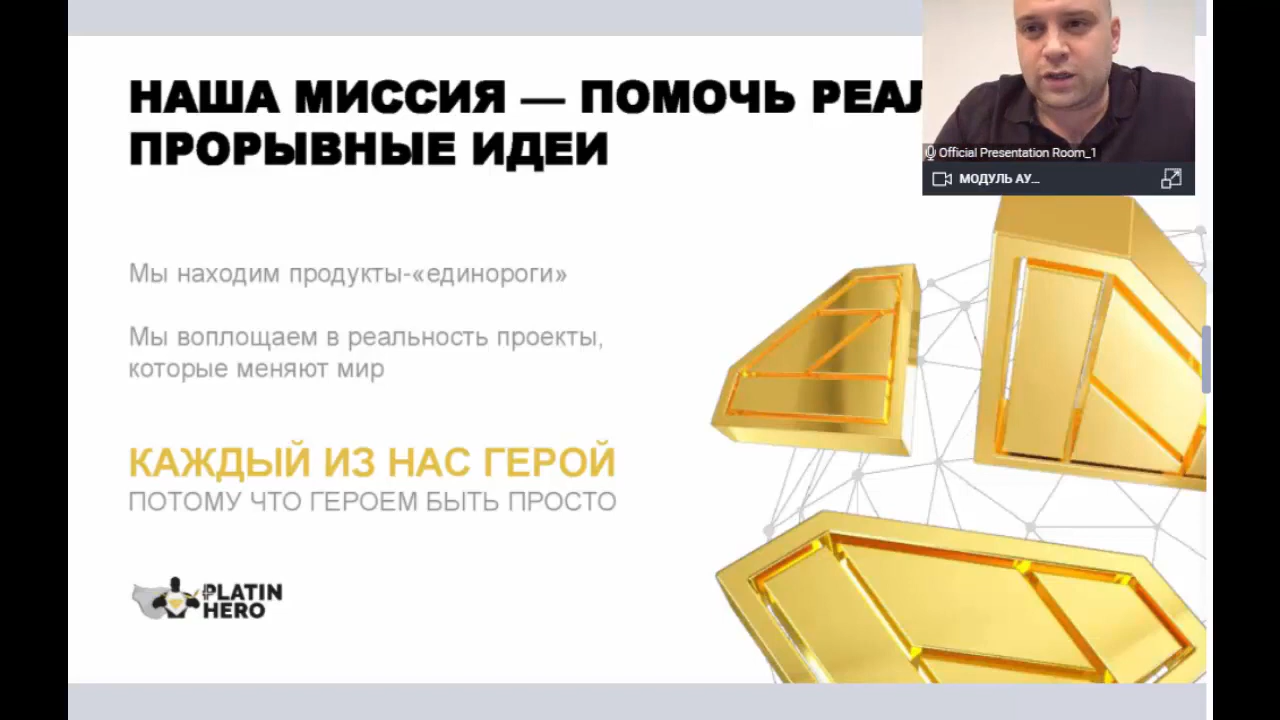 НАША МИССИЯ — ПОМОЧЬ
ПРОРЫВНЫЕ ИДЕИ
Official Presentation Room_1
МОДУЛЬ АУ...
Мы находим продукты-«единороги»
Мы воплощаем в реальность проекты,
которые меняют мир
КАЖДЫЙ ИЗ НАС ГЕРОЙ
ПОТОМУ ЧТО ГЕРОЕМ БЫТЬ ПРОСТО
PLATIN
HERO